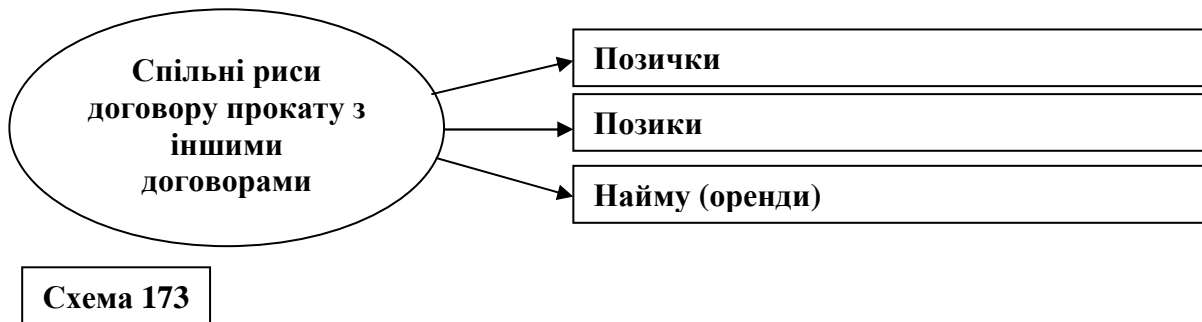 Спільні риси
договору прокату з
іншими
договорами
Позички
Позики
Найму (оренди)
Схема 173